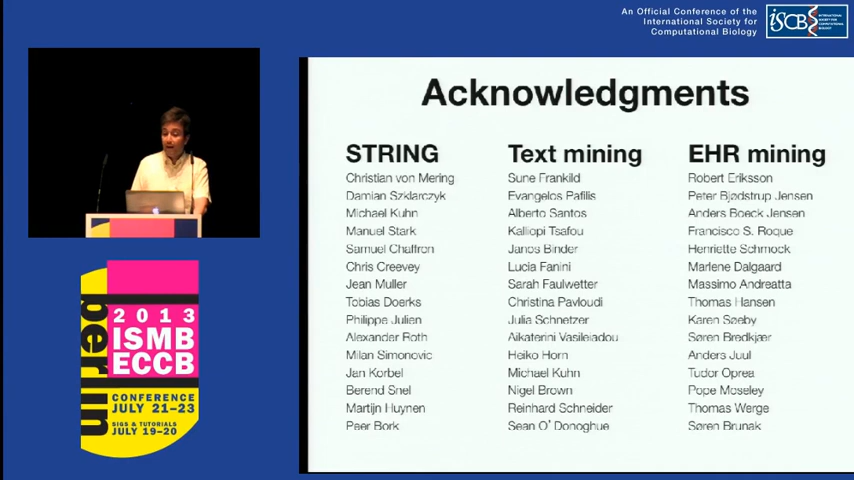 An Official Conference of the
International Society for
Computational Biology
iSCB
INTERNATIONAL
SOCIETY FOR
COMPUTATIONAL
BIOLOGY
Acknowledgments
STRING
Christian von Mering
Damian Szklarczyk
Michael Kuhn
Manuel Stark
Samuel Chaffron
Chris Creevey
Jean Muller
Tobias Doerks
Philippe Julien
Alexander Roth
Milan Simonovic
Jan Korbel
Berend Snel
Martijn Huynen
Peer Bork
Text mining
Sune Frankild
Evangelos Pafilis
Alberto Santos
Kalliopi Tsafou
Janos Binder
Lucia Fanini
Sarah Faulwetter
Christina Pavloudi
Julia Schnetzer
Aikaterini Vasileiadou
Heiko Horn
Michael Kuhn
Nigel Brown
Reinhard Schneider
Sean O' Donoghue
EHR mining
Robert Eriksson
Peter Bjødstrup Jensen
Anders Boeck Jensen
Francisco S. Roque
Henriette Schmock
Marlene Dalgaard
Massimo Andreatta
Thomas Hansen
Karen Søeby
Søren Bredkjær
Anders Juul
Tudor Oprea
Pope Moseley
Thomas Werge
Søren Brunak
berlin
2013
ISMB
ECCB
CONFERENCE
JULY 21–23
SIGS & TUTORIALS
JULY 19–20